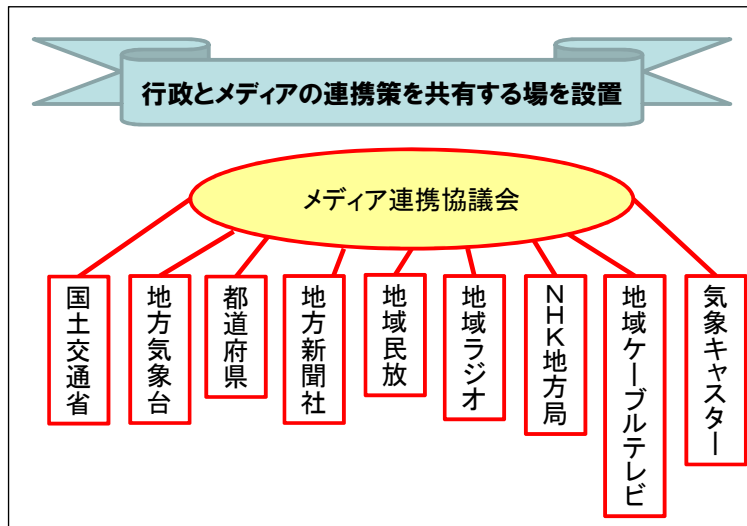 行政とメディアの連携策を共有する場を設置
メディア連携協議会
国土交通省
地方気象台
都道府県
地方新聞社
地域民放
地域ラジオ
NHK地方局
地域ケーブルテレビ
気象キャスター